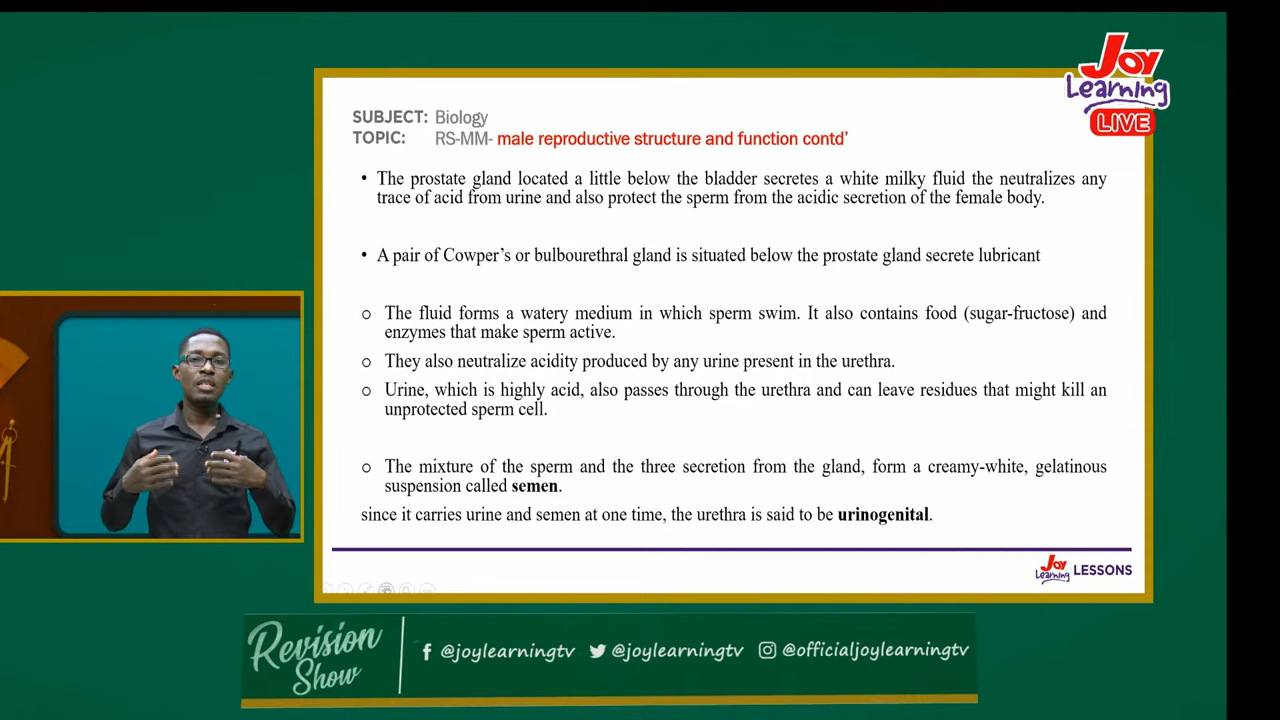 Joy
Learning
LIVE
SUBJECT: Biology
TOPIC: RS-MM- male reproductive structure and function contd'
• The prostate gland located a little below the bladder secretes a white milky fluid the neutralizes any
trace of acid from urine and also protect the sperm from the acidic secretion of the female body.
• A pair of Cowper's or bulbourethral gland is situated below the prostate gland secrete lubricant
o The fluid forms a watery medium in which sperm swim. It also contains food (sugar-fructose) and
enzymes that make sperm active.
o They also neutralize acidity produced by any urine present in the urethra.
o Urine, which is highly acid, also passes through the urethra and can leave residues that might kill an
unprotected sperm cell.
o The mixture of the sperm and the three secretion from the gland, form a creamy-white, gelatinous
suspension called semen.
since it carries urine and semen at one time, the urethra is said to be urinogenital.
Joy
Learning LESSONS
Revision
Show
f @joylearningtv @joylearningtv @officialjoylearningtv